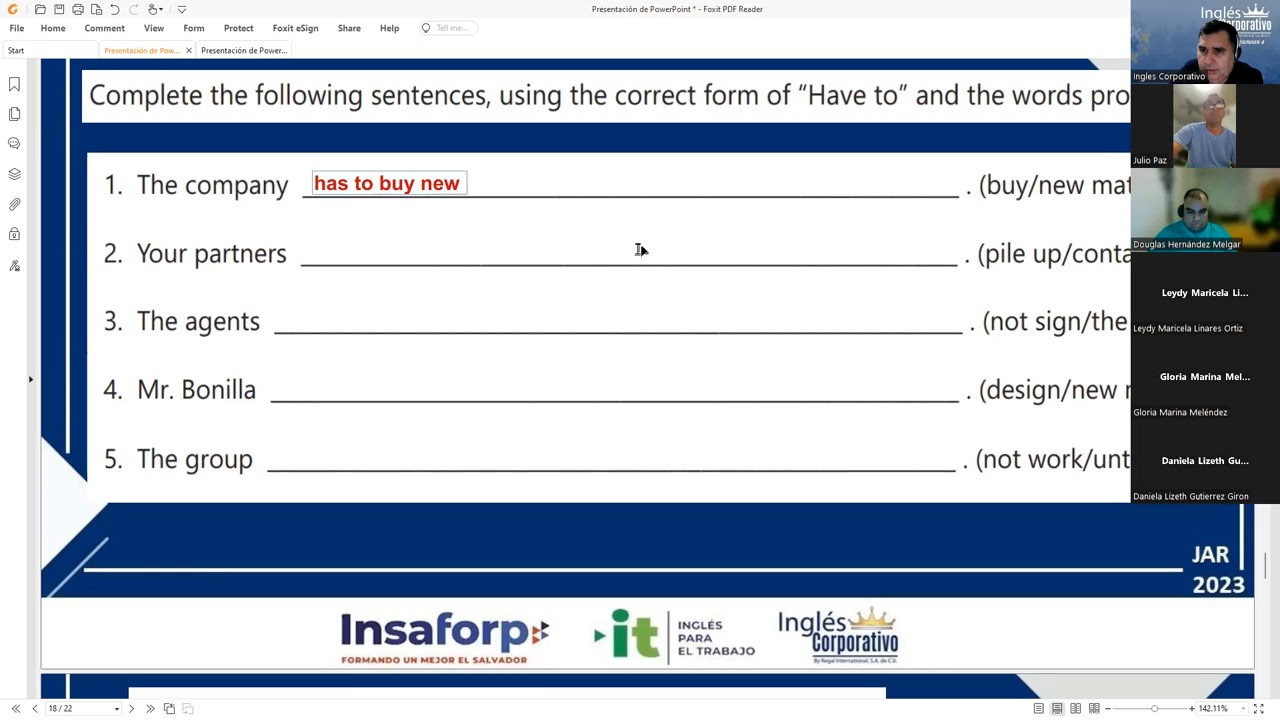 Presentación de PowerPoint * - Foxit PDF Reader
File Home Comment View Form Protect Foxit eSign Share Help Tell me...
Start Presentación de Pow... × Presentación de Power...
Complete the following sentences, using the correct form of “Have to” and the words pro
1. The company has to buy new . (buy/new mat
2. Your partners . (pile up/conta
3. The agents . (not sign/the
4. Mr. Bonilla . (design/new
5. The group . (not work/unt
JAR
2023
Insaforp
FORMANDO UN MEJOR EL SALVADOR
it
INGLÉS
PARA
EL TRABAJO
Inglés
Corporativo
By Regal International, S.A. de C.V.
Inglés
Corporativo
Ingles Corporativo
Julio Paz
Douglas Hernández Melgar
Leydy Maricela Li...
Leydy Maricela Linares Ortiz
Gloria Marina Mel...
Gloria Marina Meléndez
Daniela Lizeth Gu...
Daniela Lizeth Gutierrez Giron
18 / 22
142.11%